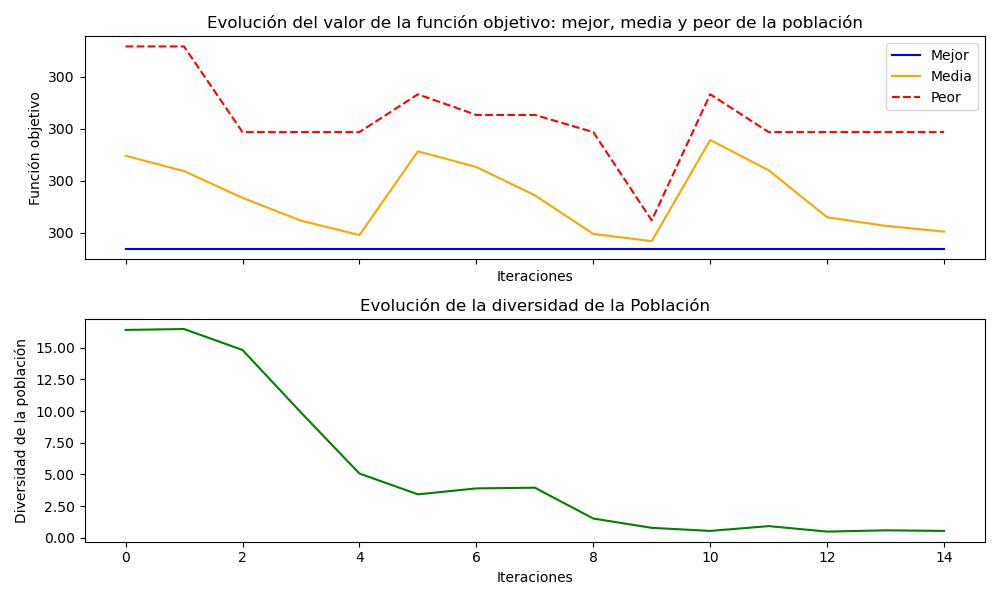 Evolución del valor de la función objetivo: mejor, media y peor de la población
Mejor
Media
Peor
300
300
300
300
Función objetivo
Iteraciones
Evolución de la diversidad de la Población
15.00
12.50
10.00
7.50
5.00
2.50
0.00
Diversidad de la población
0 2 4 6 8 10 12 14
Iteraciones